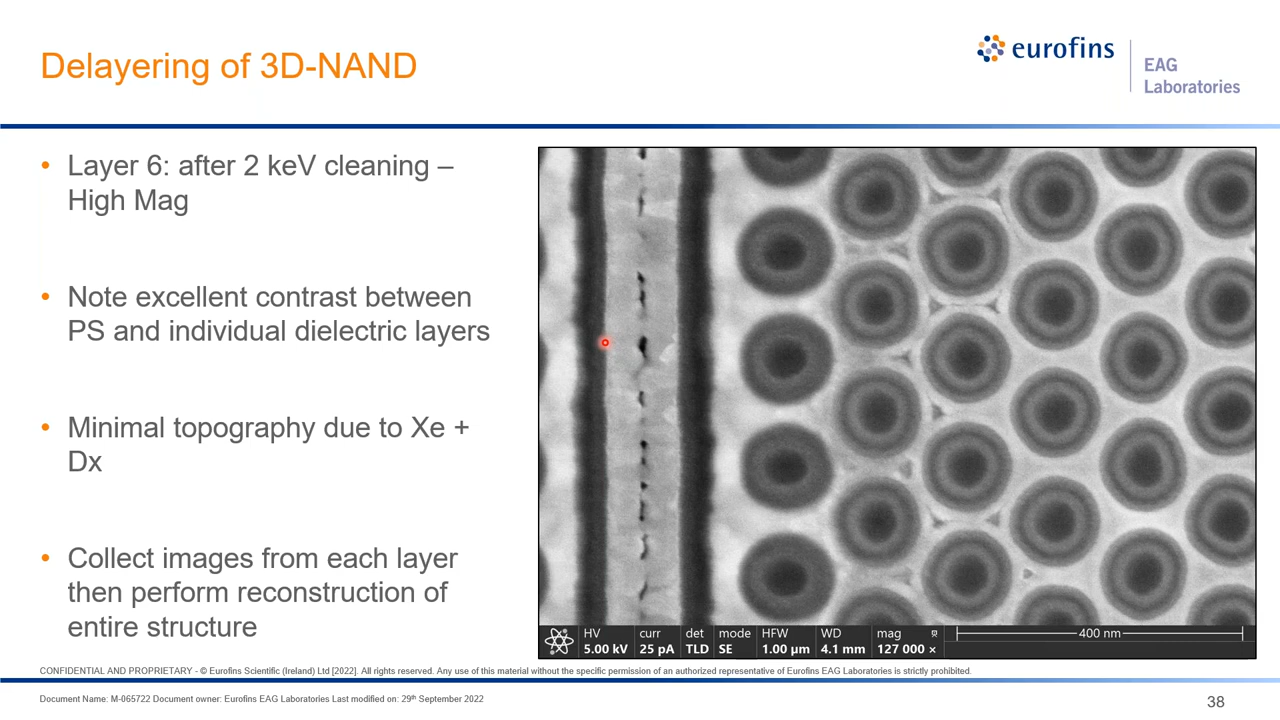 Delayering of 3D-NAND
eurofins
EAG
Laboratories
• Layer 6: after 2 keV cleaning –
High Mag
• Note excellent contrast between
PS and individual dielectric layers
• Minimal topography due to Xe +
Dx
• Collect images from each layer
then perform reconstruction of
entire structure
HV curr det mode HFW WD mag 400 nm
5.00 kV 25 pA TLD SE 1.00 µm 4.1 mm 127 000 ×
CONFIDENTIAL AND PROPRIETARY - © Eurofins Scientific (Ireland) Ltd [2022]. All rights reserved. Any use of this material without the specific permission of an authorized representative of Eurofins EAG Laboratories is strictly prohibited.
Document Name: M-065722 Document owner: Eurofins EAG Laboratories Last modified on: 29th September 2022
38